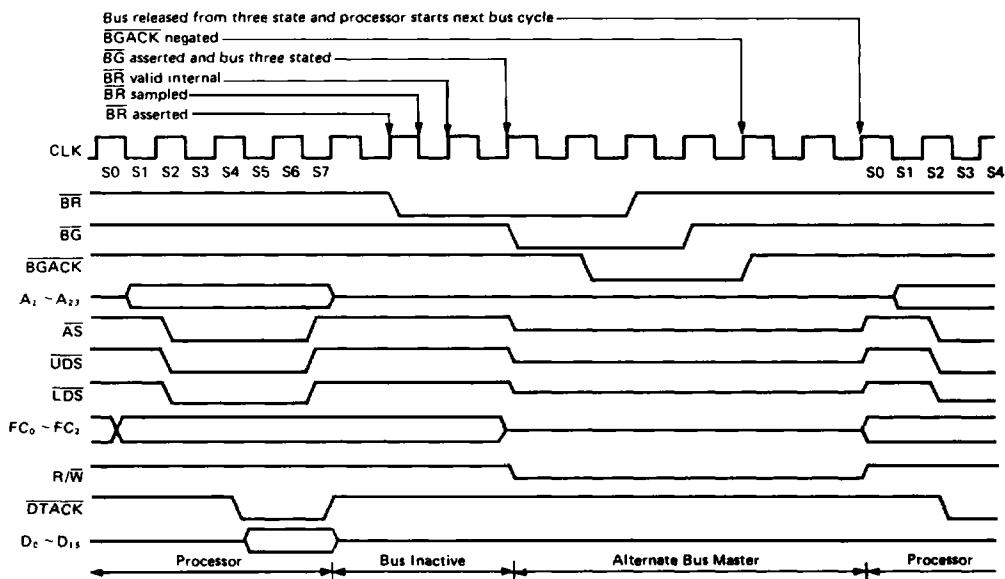 Bus released from three state and processor starts next bus cycle
BGACK negated
BG asserted and bus three stated
BR valid internal
BR sampled
BR asserted
CLK
S0 S1 S2 S3 S4 S5 S6 S7 S0 S1 S2 S3 S4
BR
BG
BGACK
A₁ ~ A₂₃
AS
UDS
LDS
FC₀ ~ FC₂
R/W
DTACK
D₀ ~ D₁₅
Processor Bus Inactive Alternate Bus Master Processor